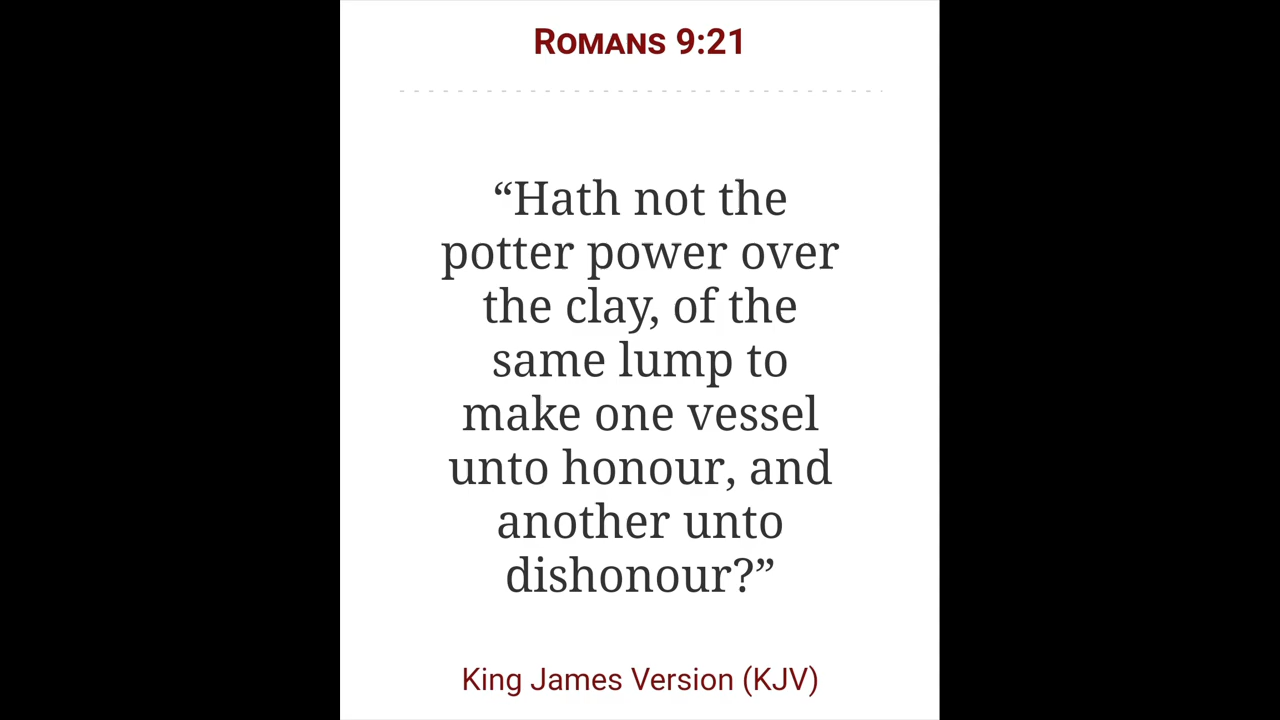 Romans 9:21
“Hath not the
potter power over
the clay, of the
same lump to
make one vessel
unto honour, and
another unto
dishonour?”
King James Version (KJV)